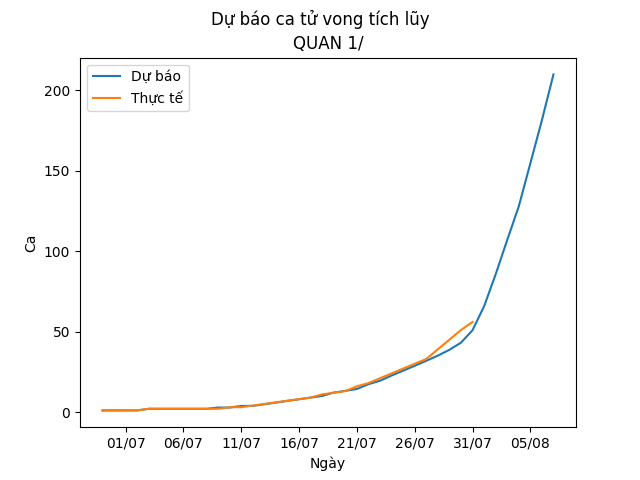 Dự báo ca tử vong tích lũy
QUAN 1/
Dự báo
Thực tế
200
150
100
50
0
Ca
01/07 06/07 11/07 16/07 21/07 26/07 31/07 05/08
Ngày